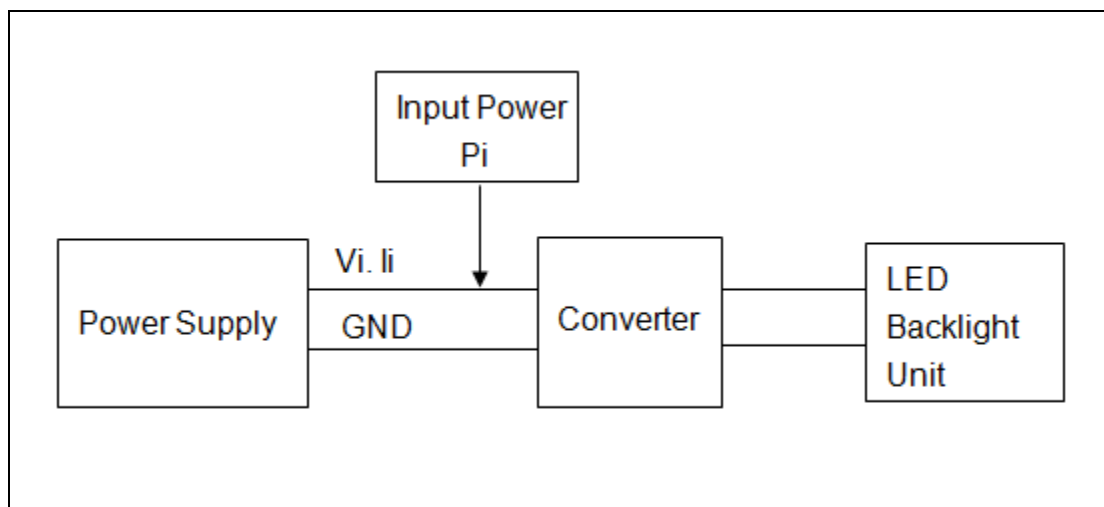 Input Power
Pi
Vi. Ii
Power Supply
GND
Converter
LED
Backlight
Unit